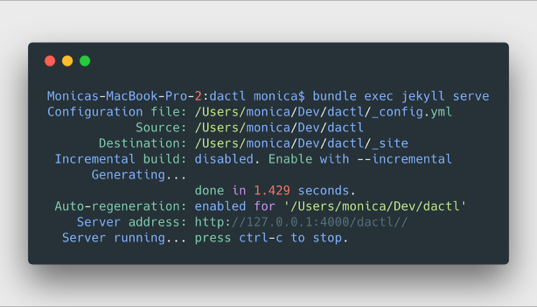 Monicas-MacBook-Pro-2:dactl monica$ bundle exec jekyll serve
Configuration file: /Users/monica/Dev/dactl/_config.yml
Source: /Users/monica/Dev/dactl
Destination: /Users/monica/Dev/dactl/_site
Incremental build: disabled. Enable with --incremental
Generating...
done in 1.429 seconds.
Auto-regeneration: enabled for '/Users/monica/Dev/dactl'
Server address: http://127.0.0.1:4000/dactl//
Server running... press ctrl-c to stop.